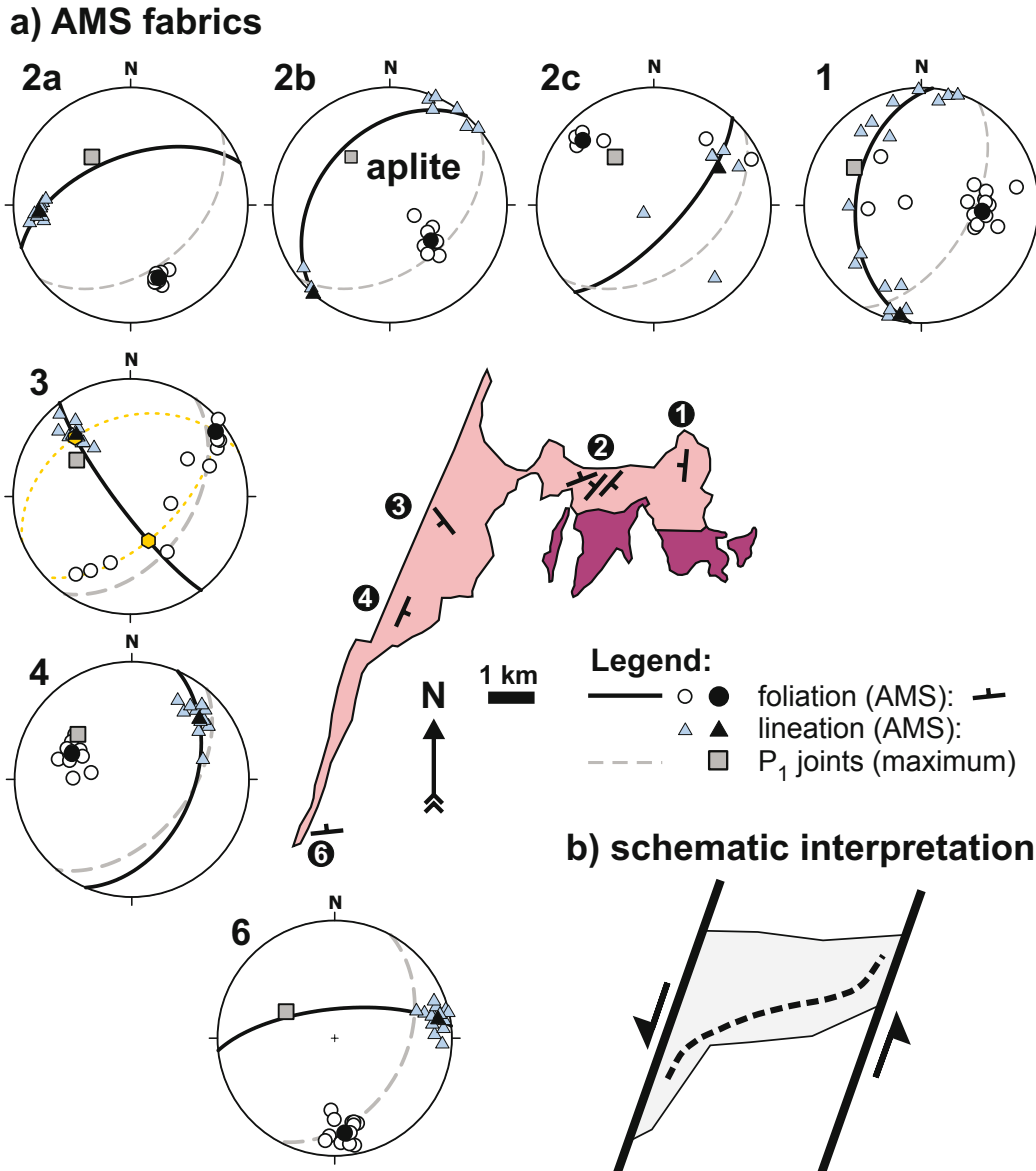 a) AMS fabrics
2a
N
2b
N
aplite
2c
N
1
N
3
N
1
2
3
4
6
4
N
N
1 km
Legend:
foliation (AMS):
lineation (AMS):
P₁ joints (maximum)
6
N
b) schematic interpretation